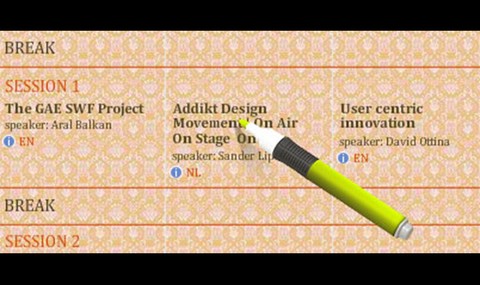 BREAK
SESSION 1
The GAE SWF Project
speaker: Aral Balkan
EN
Addikt Design
Movement On Air
On Stage On
speaker: Sander
NL
User centric
innovation
speaker: David Ottina
EN
BREAK
SESSION 2